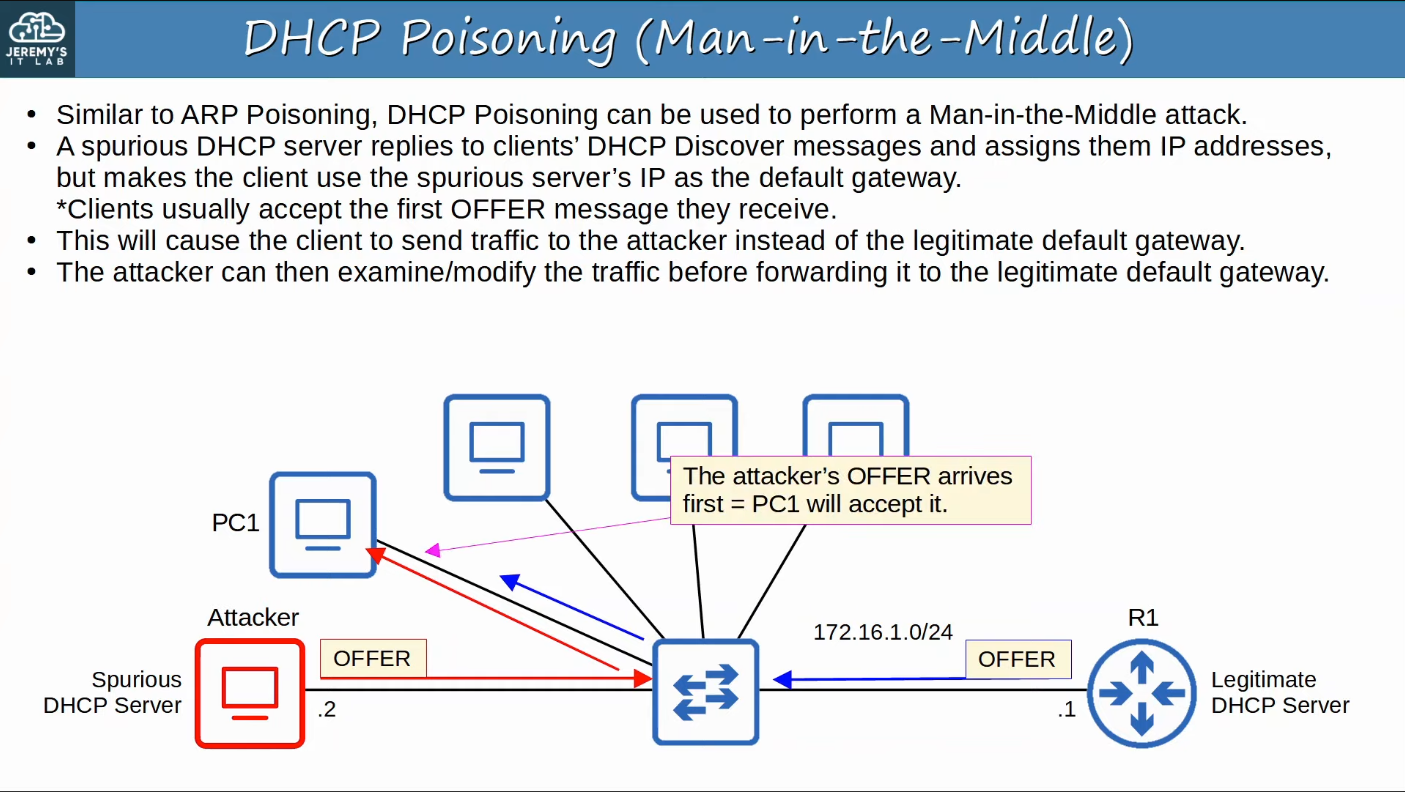 JEREMY'S
IT LAB
DHCP Poisoning (Man-in-the-Middle)
• Similar to ARP Poisoning, DHCP Poisoning can be used to perform a Man-in-the-Middle attack.
• A spurious DHCP server replies to clients’ DHCP Discover messages and assigns them IP addresses,
but makes the client use the spurious server’s IP as the default gateway.
*Clients usually accept the first OFFER message they receive.
• This will cause the client to send traffic to the attacker instead of the legitimate default gateway.
• The attacker can then examine/modify the traffic before forwarding it to the legitimate default gateway.
The attacker’s OFFER arrives
first = PC1 will accept it.
PC1
Attacker
172.16.1.0/24
R1
OFFER
OFFER
Spurious
DHCP Server
Legitimate
DHCP Server
.2
.1